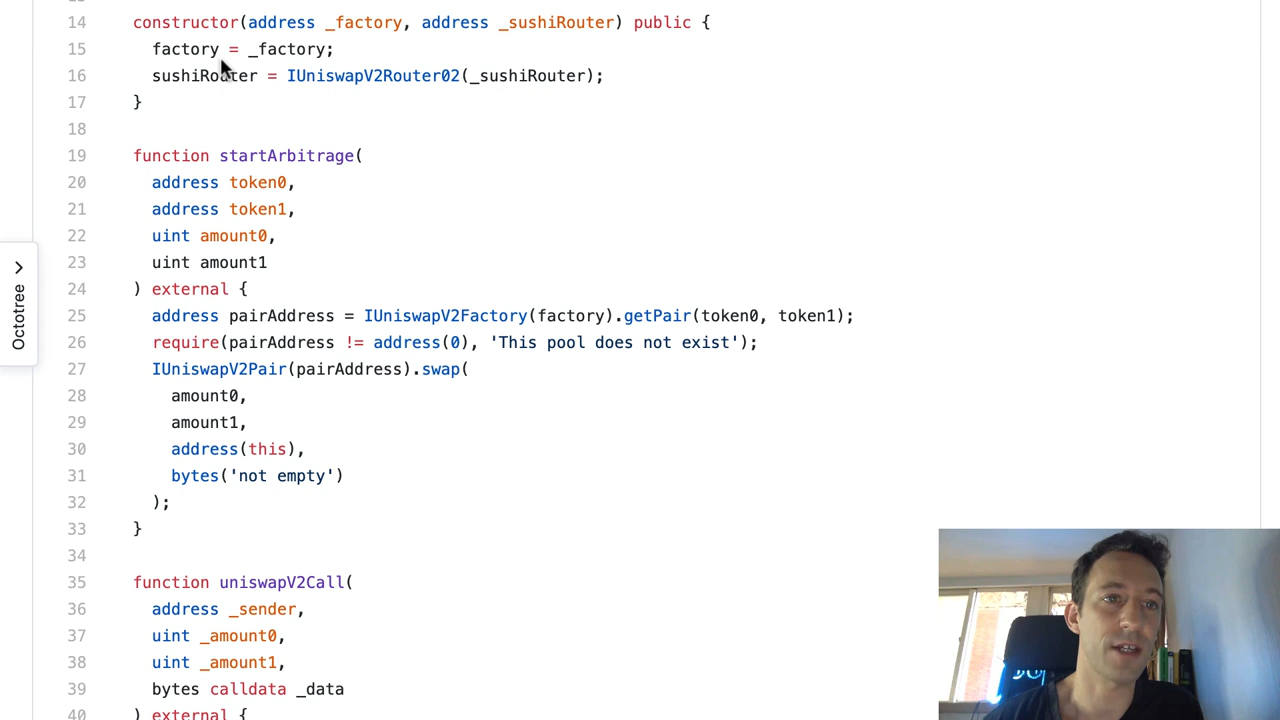 14 constructor(address _factory, address _sushiRouter) public {
15 factory = _factory;
16 sushiRouter = IUniswapV2Router02(_sushiRouter);
17 }
18
19 function startArbitrage(
20 address token0,
21 address token1,
22 uint amount0,
23 uint amount1
24 ) external {
25 address pairAddress = IUniswapV2Factory(factory).getPair(token0, token1);
26 require(pairAddress != address(0), 'This pool does not exist');
27 IUniswapV2Pair(pairAddress).swap(
28 amount0,
29 amount1,
30 address(this),
31 bytes('not empty')
32 );
33 }
34
35 function uniswapV2Call(
36 address _sender,
37 uint _amount0,
38 uint _amount1,
39 bytes calldata _data
40 ) external {
Octotree